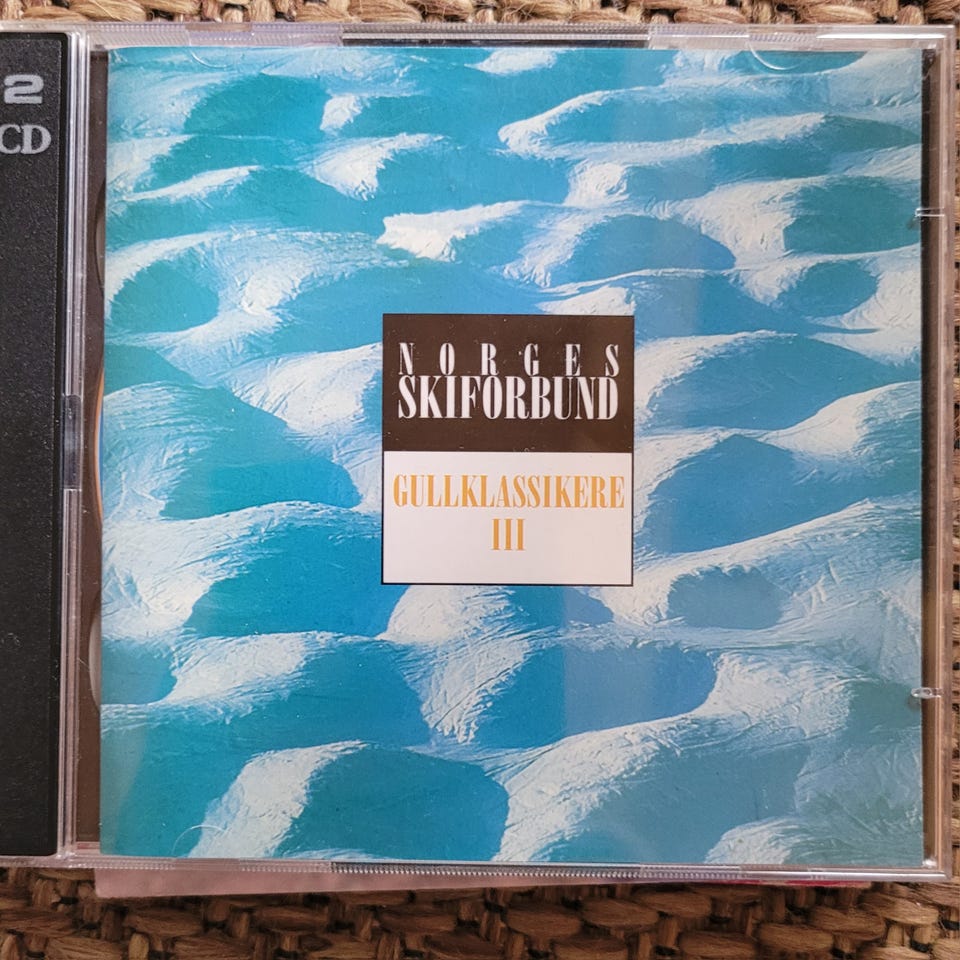 2
CD
NORGES
SKIFORBUND
GULLKLASSIKERE
III